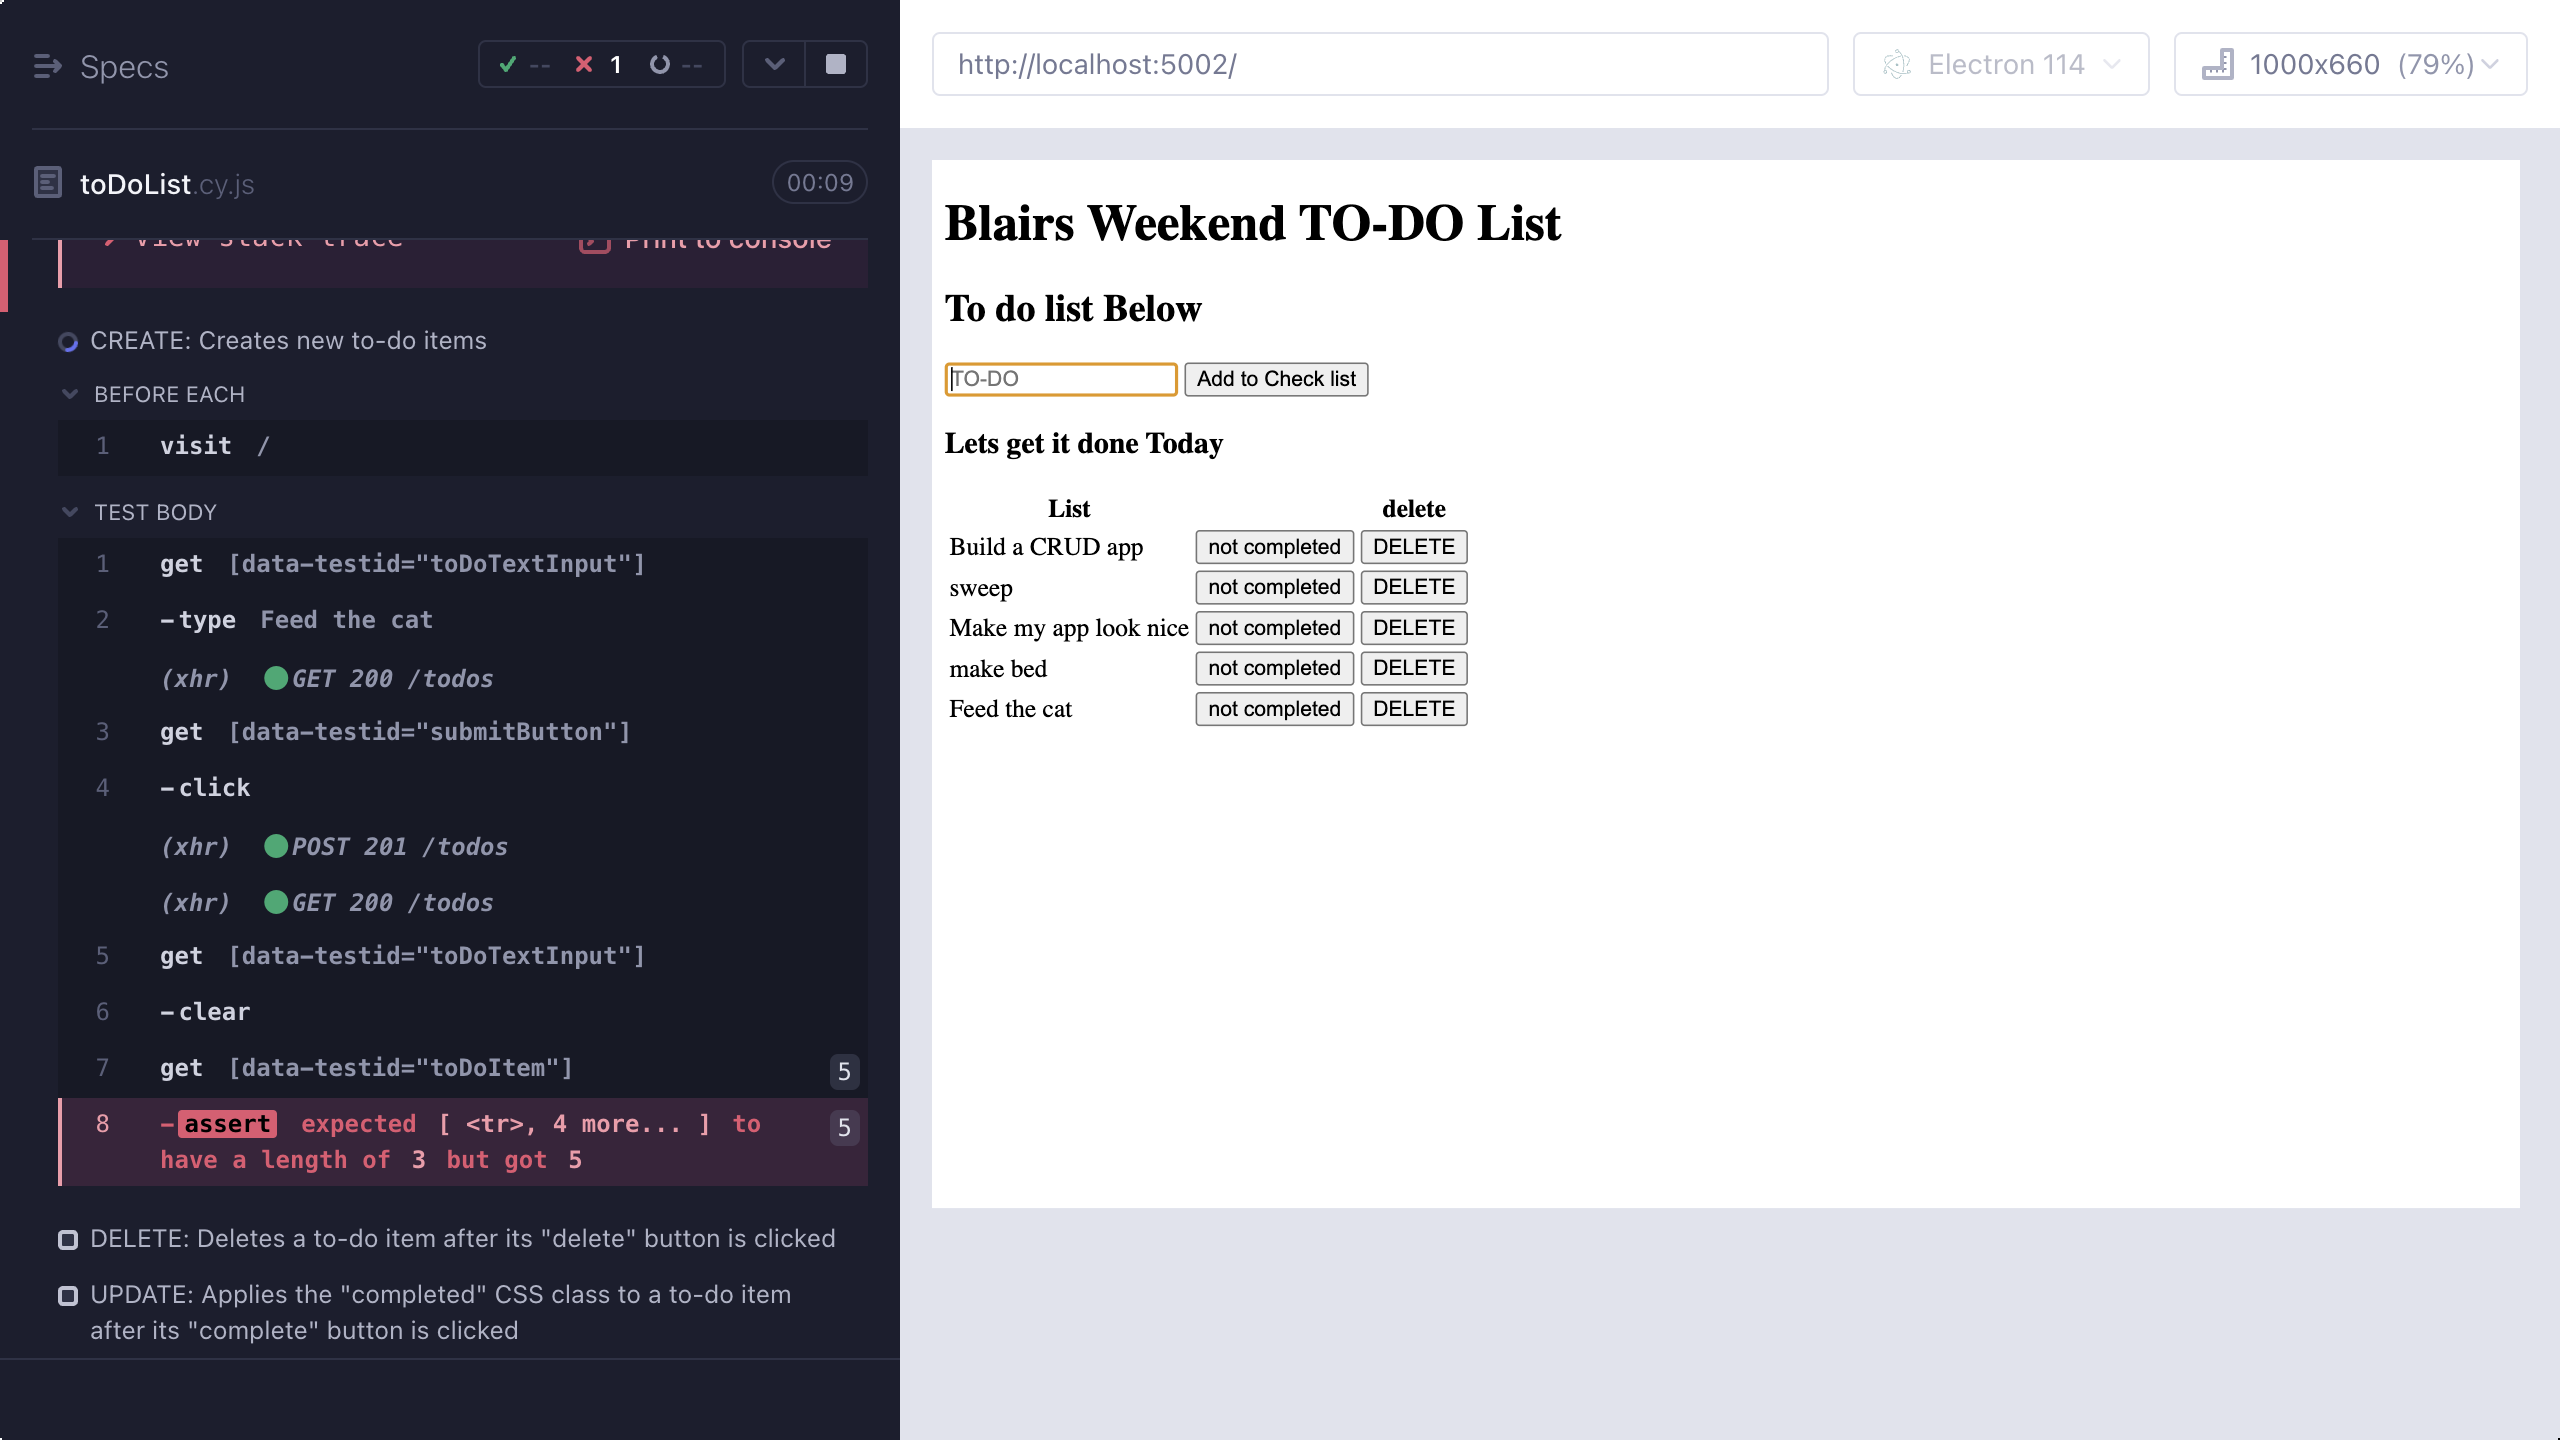 Specs
-- 1 --
toDoList.cy.js
00:09
View stack trace
Print to console
CREATE: Creates new to-do items
BEFORE EACH
1 visit /
TEST BODY
1 get [data-testid="toDoTextInput"]
2 -type Feed the cat
(xhr) GET 200 /todos
3 get [data-testid="submitButton"]
4 -click
(xhr) POST 201 /todos
(xhr) GET 200 /todos
5 get [data-testid="toDoTextInput"]
6 -clear
7 get [data-testid="toDoItem"] 5
8 -assert expected [ <tr>, 4 more... ] to 5
have a length of 3 but got 5
DELETE: Deletes a to-do item after its "delete" button is clicked
UPDATE: Applies the "completed" CSS class to a to-do item
after its "complete" button is clicked
http://localhost:5002/
Electron 114
1000x660 (79%)
Blairs Weekend TO-DO List
To do list Below
TO-DO Add to Check list
Lets get it done Today
List delete
Build a CRUD app not completed DELETE
sweep not completed DELETE
Make my app look nice not completed DELETE
make bed not completed DELETE
Feed the cat not completed DELETE